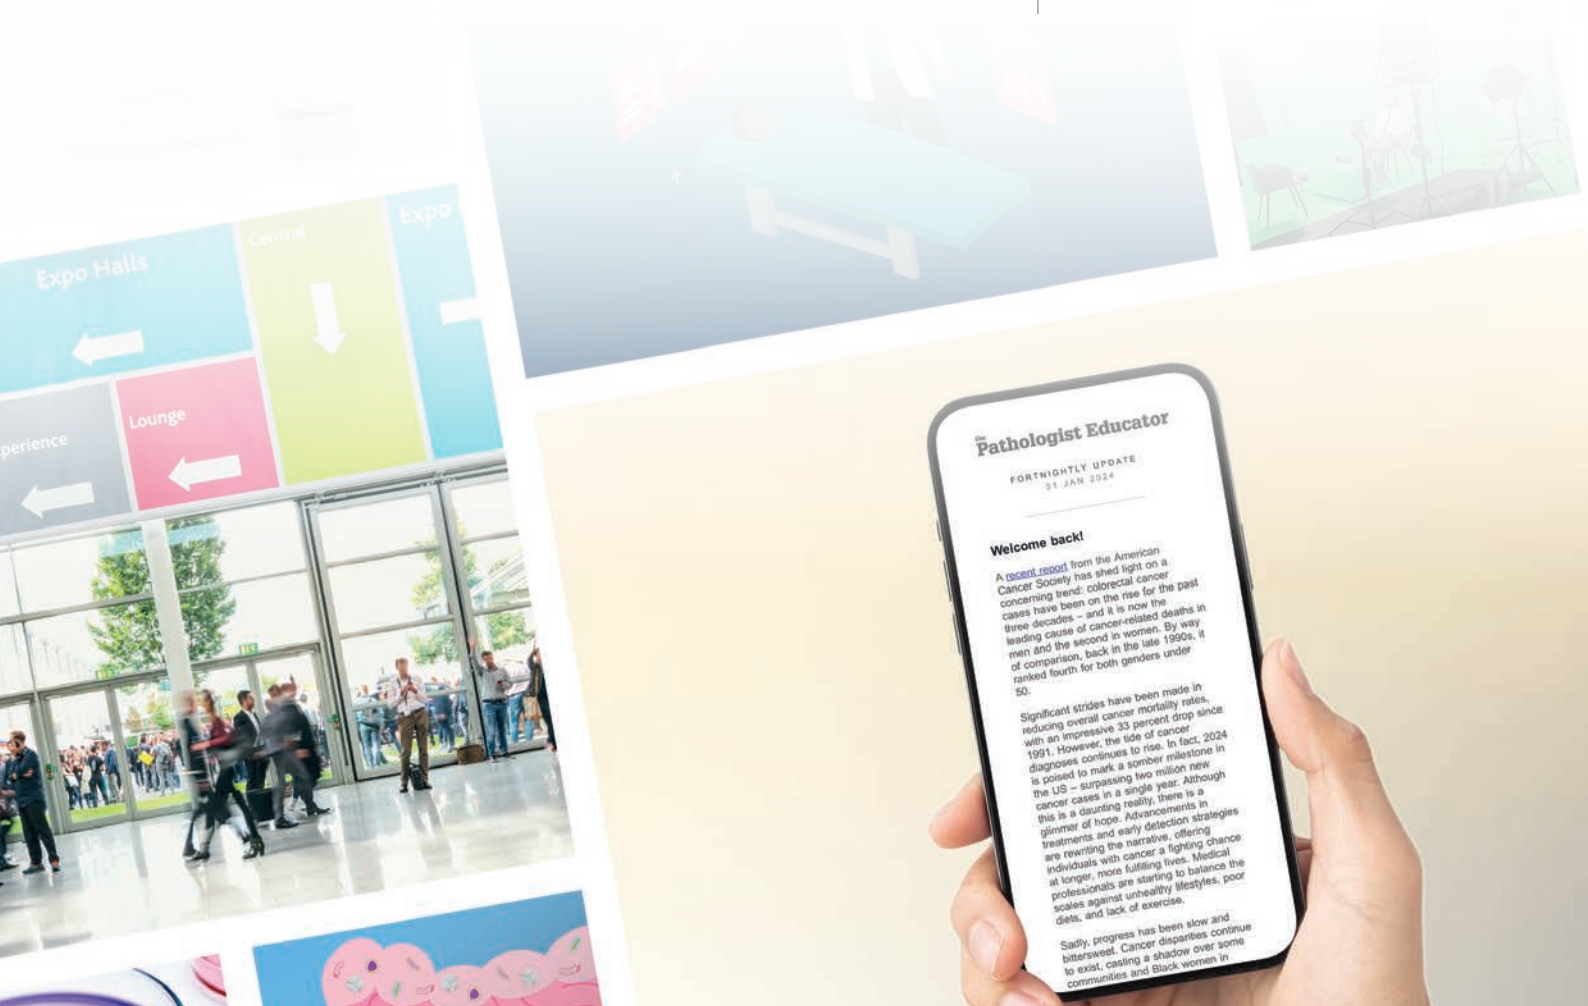 Expo Halls
Central
Expo
perience
Lounge
the
Pathologist Educator
FORTNIGHTLY UPDATE
31 JAN 2024
Welcome back!
A recent report from the American
Cancer Society has shed light on a
concerning trend: colorectal cancer
cases have been on the rise for the past
three decades – and it is now the
leading cause of cancer-related deaths in
men and the second in women. By way
of comparison, back in the late 1990s, it
ranked fourth for both genders under
50.
Significant strides have been made in
reducing overall cancer mortality rates,
with an impressive 33 percent drop since
1991. However, the tide of cancer
diagnoses continues to rise. In fact, 2024
is poised to mark a somber milestone in
the US – surpassing two million new
cancer cases in a single year. Although
this is a daunting reality, there is a
glimmer of hope. Advancements in
treatments and early detection strategies
are rewriting the narrative, offering
individuals with cancer a fighting chance
at longer, more fulfilling lives. Medical
professionals are starting to balance the
scales against unhealthy lifestyles, poor
diets, and lack of exercise.
Sadly, progress has been slow and
bittersweet. Cancer disparities continue
to exist, casting a shadow over some
communities and Black women in